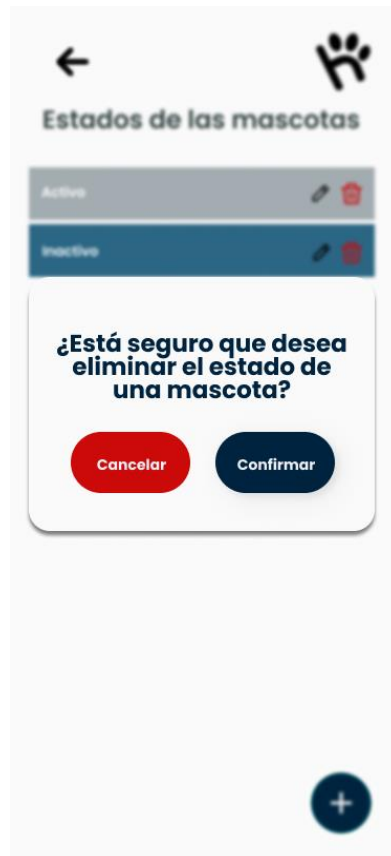 Estados de las mascotas
Activo
Inactivo
¿Está seguro que desea
eliminar el estado de
una mascota?
Cancelar
Confirmar